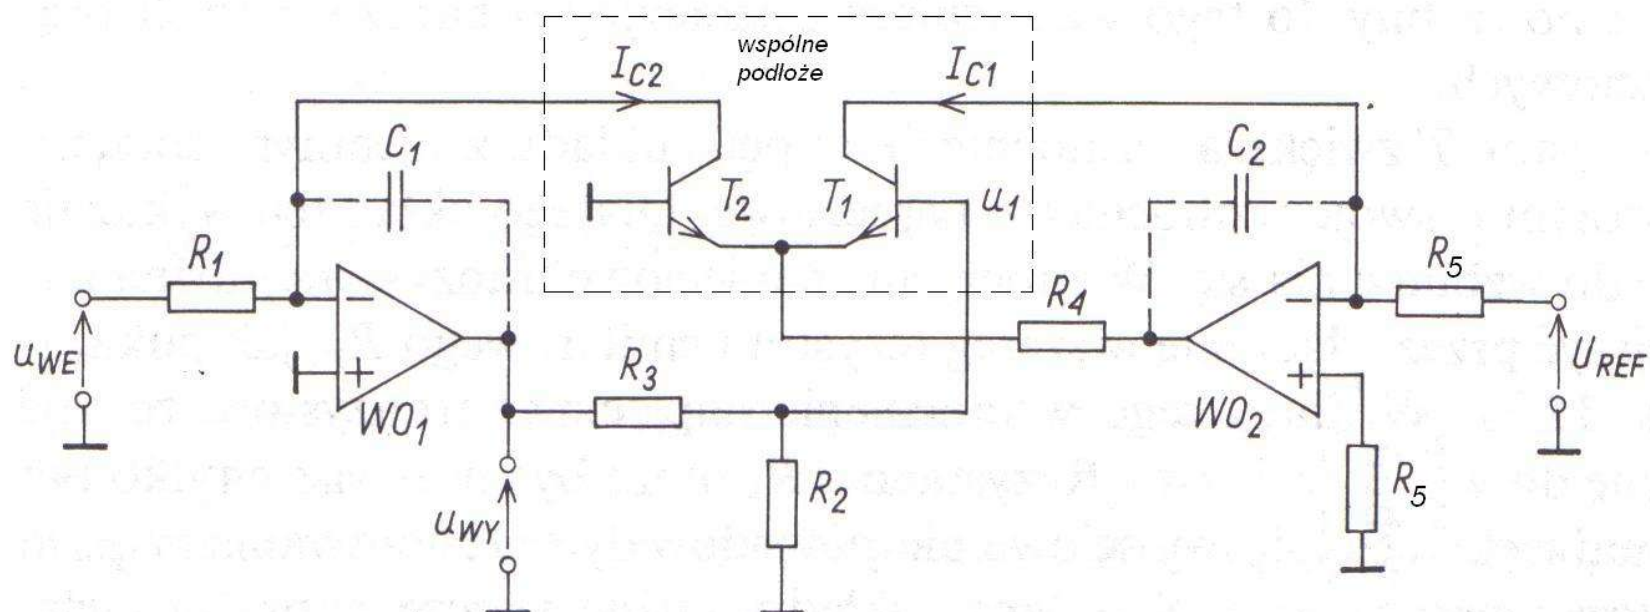 wspólne
podłoże
I_C2
I_C1
C_1
C_2
T_2
T_1
u_1
R_1
R_5
R_4
u_WE
−
+
WO_1
R_3
−
+
WO_2
U_REF
R_2
R_5
u_WY